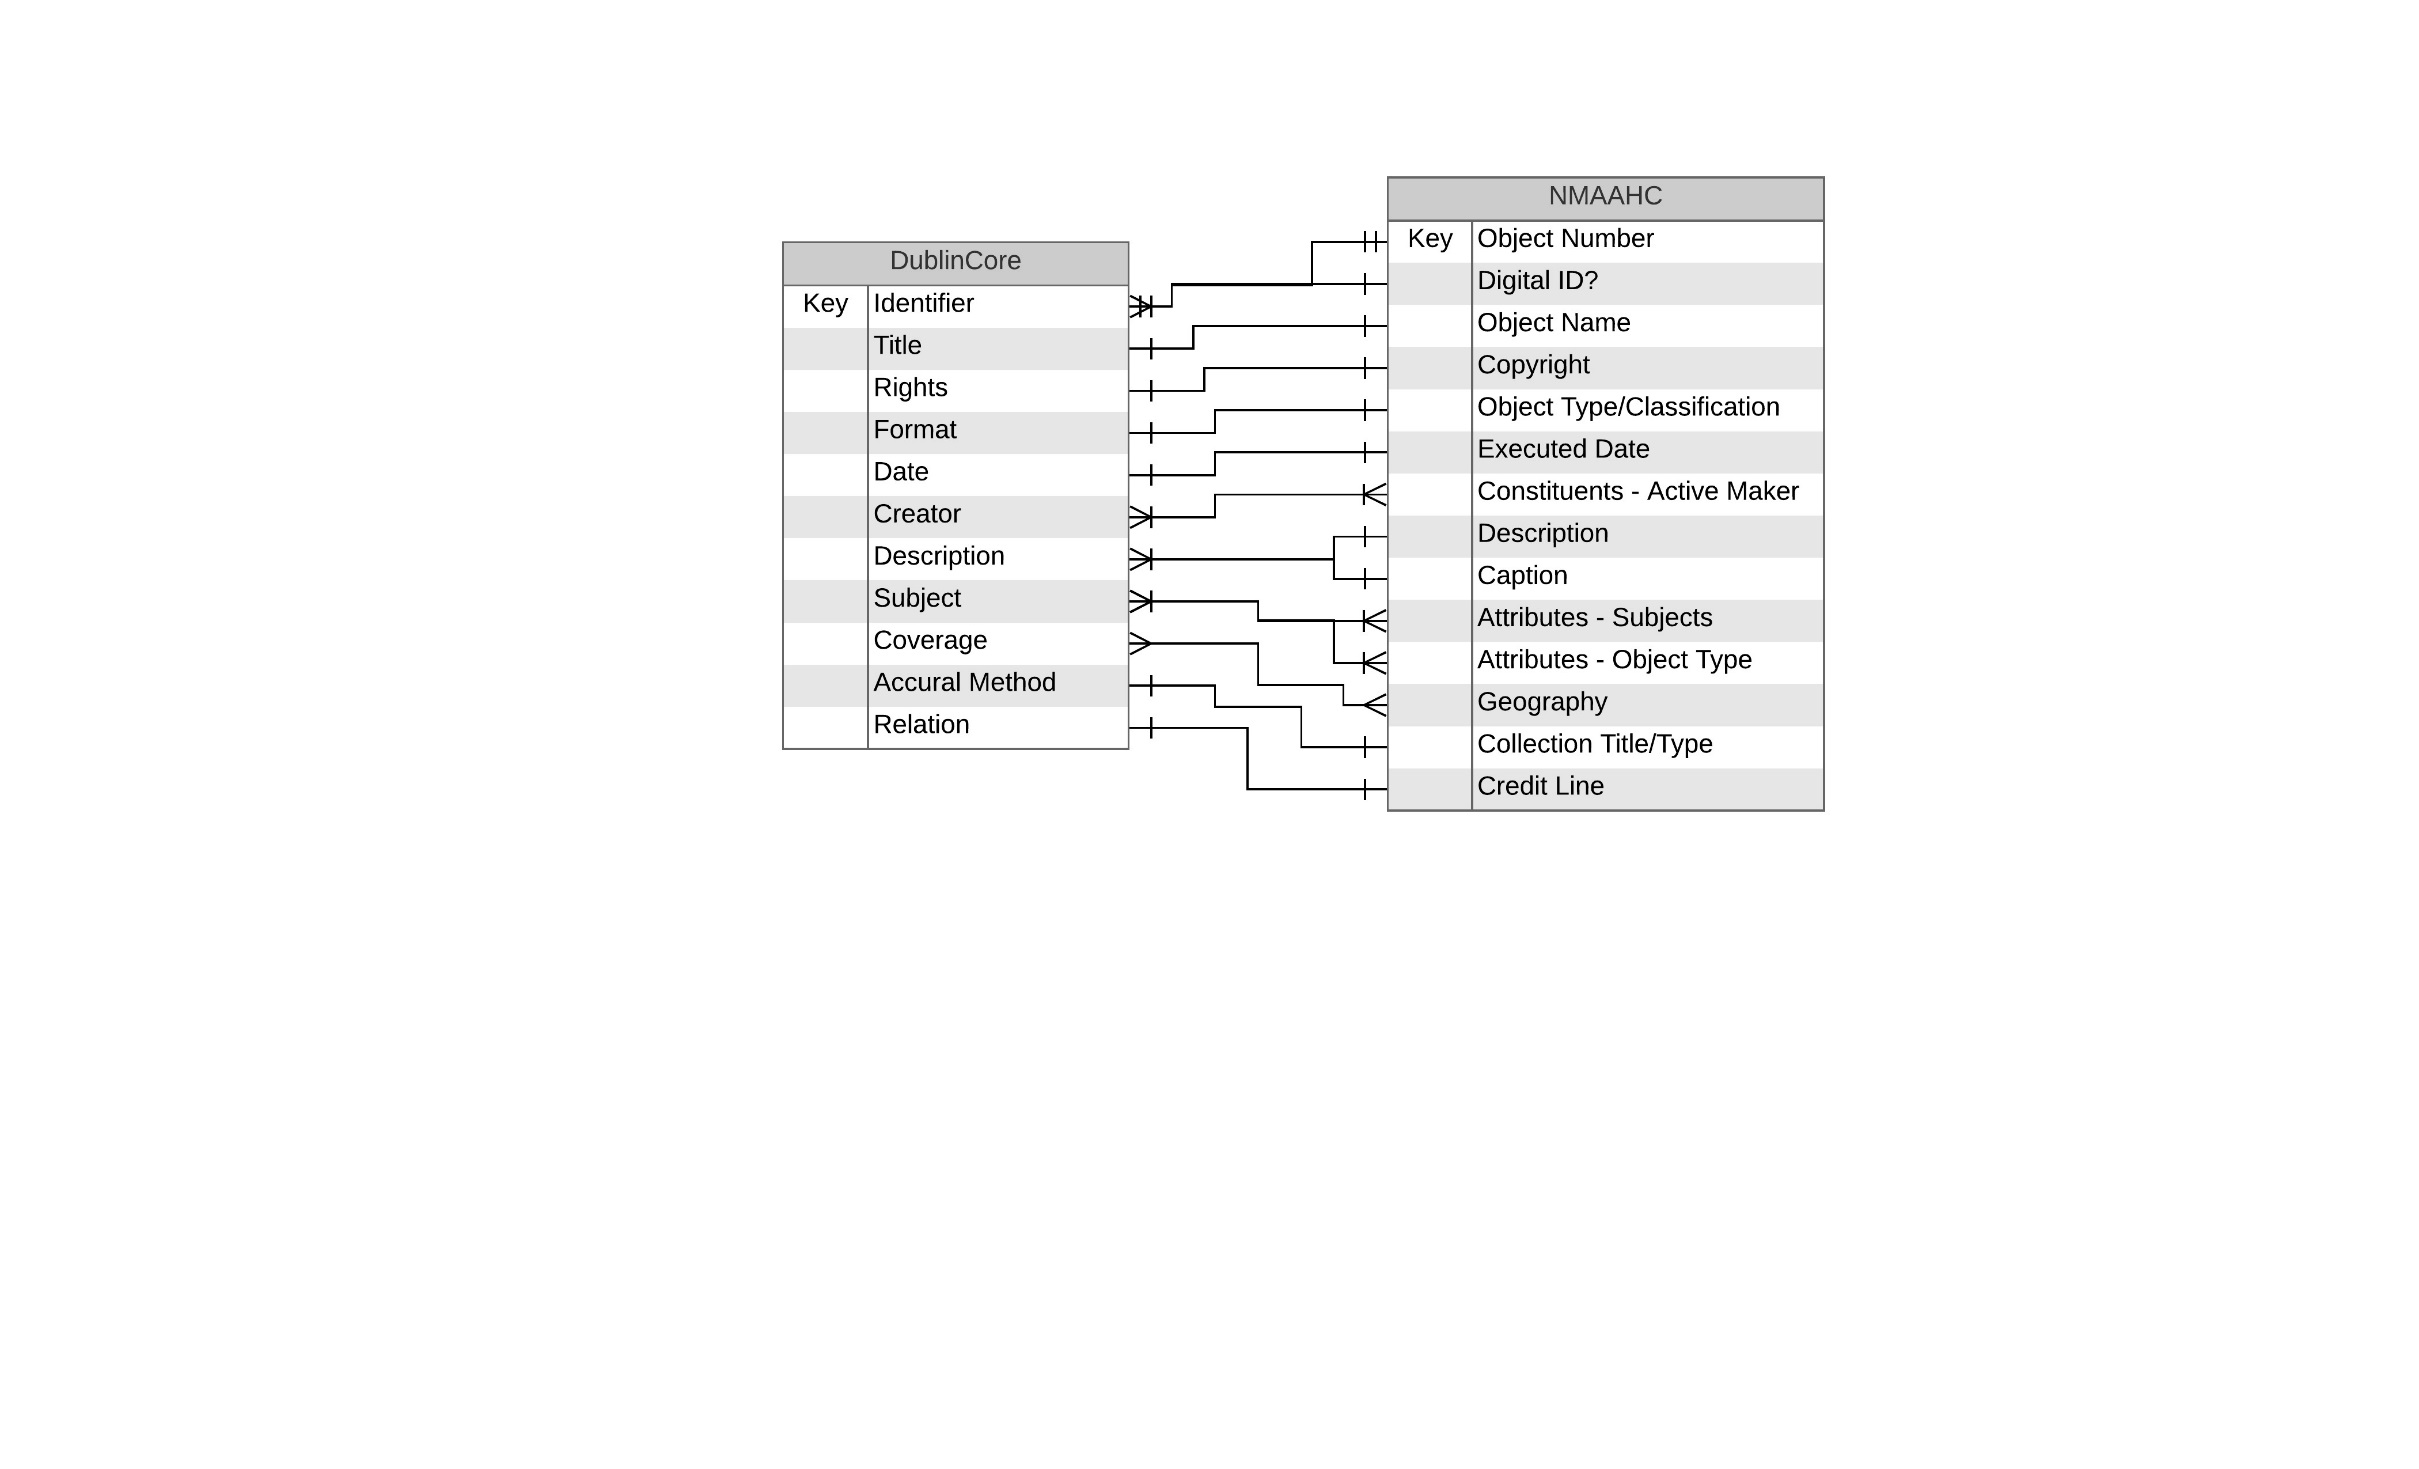 DublinCore
Key Identifier
Title
Rights
Format
Date
Creator
Description
Subject
Coverage
Accural Method
Relation
NMAAHC
Key Object Number
Digital ID?
Object Name
Copyright
Object Type/Classification
Executed Date
Constituents - Active Maker
Description
Caption
Attributes - Subjects
Attributes - Object Type
Geography
Collection Title/Type
Credit Line